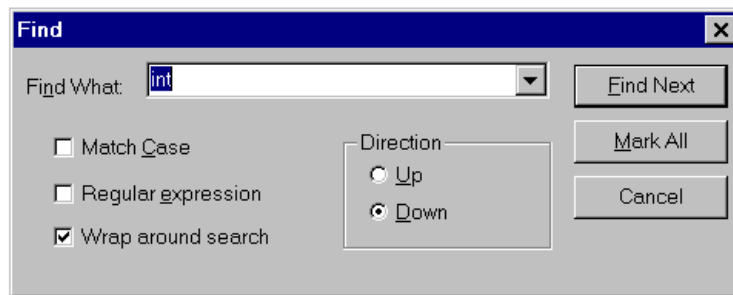 Find
Find What:
int
Find Next
Match Case
Direction
Mark All
Up
Regular expression
Cancel
Down
Wrap around search